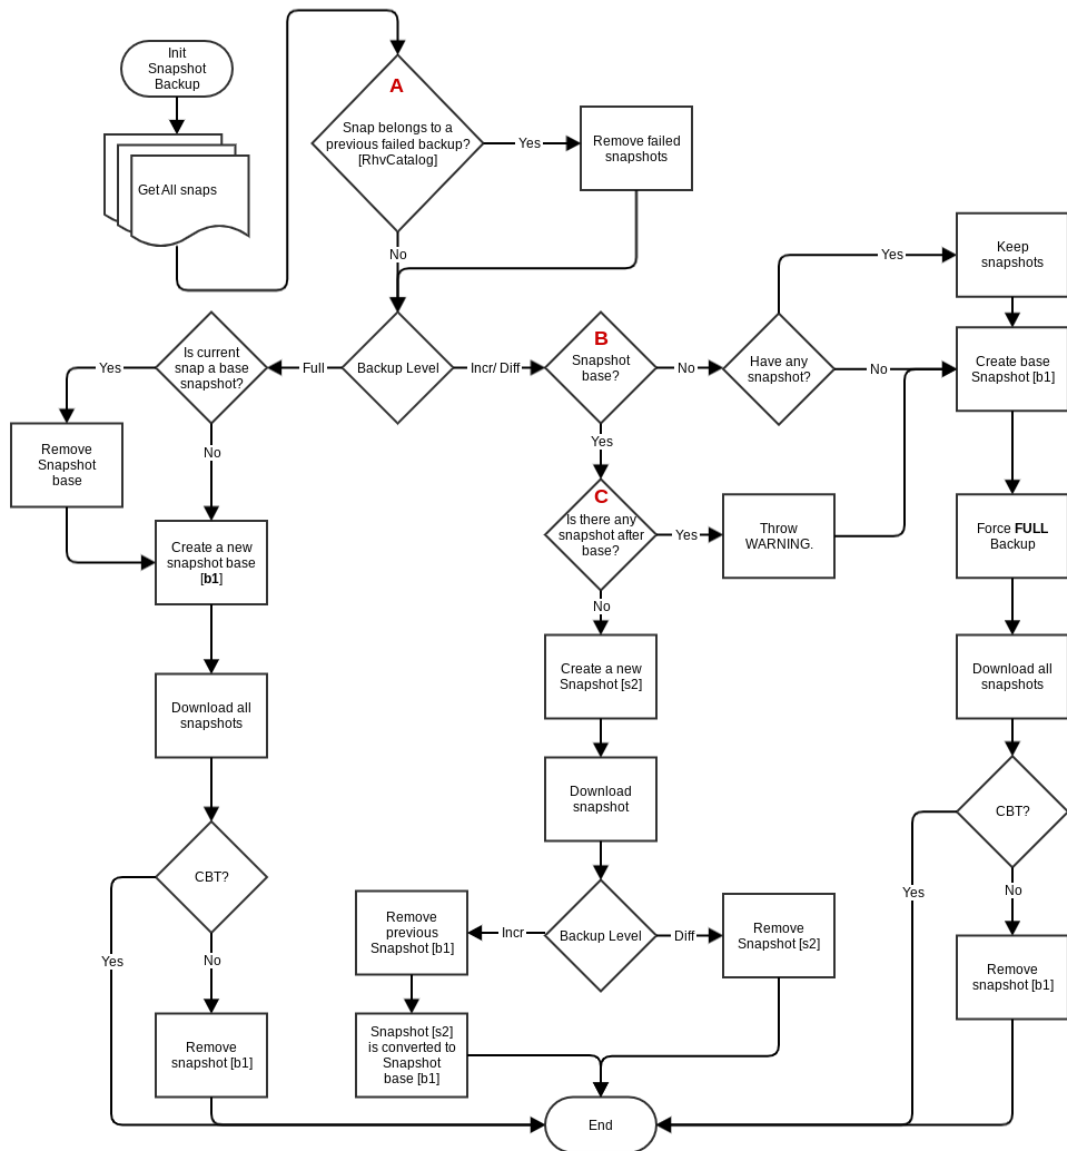 Init
Snapshot
Backup
Get All snaps
A
Snap belongs to a
previous failed backup?
[RhvCatalog]
Yes
Remove failed
snapshots
No
Keep
snapshots
Yes
Is current
snap a base
snapshot?
Yes
Full
Backup Level
Incr/ Diff
B
Snapshot
base?
No
Have any
snapshot?
No
Create base
Snapshot [b1]
Remove
Snapshot
base
No
Yes
C
Is there any
snapshot after
base?
Yes
Throw
WARNING.
Force FULL
Backup
Create a new
snapshot base
[b1]
No
Create a new
Snapshot [s2]
Download all
snapshots
Download all
snapshots
Download
snapshot
CBT?
CBT?
Yes
No
Remove
previous
Snapshot [b1]
Incr
Backup Level
Diff
Remove
Snapshot [s2]
Yes
No
Remove
snapshot [b1]
Remove
snapshot [b1]
Snapshot [s2]
is converted to
Snapshot
base [b1]
End